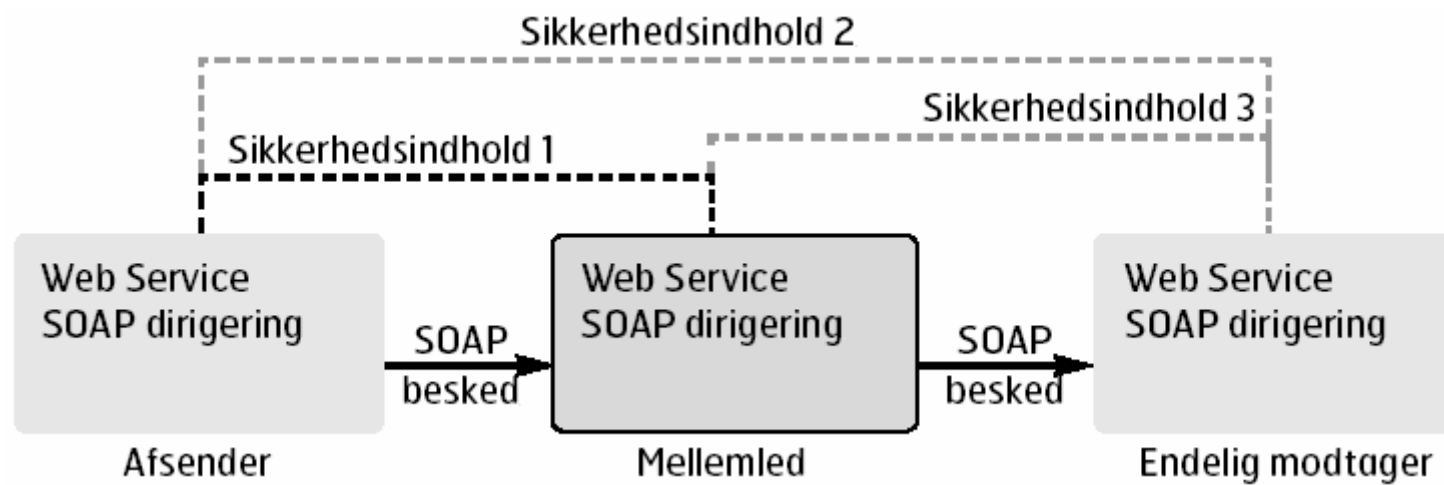 Sikkerhedsindhold 2
Sikkerhedsindhold 3
Sikkerhedsindhold 1
Web Service
SOAP dirigering
SOAP
besked
Web Service
SOAP dirigering
SOAP
besked
Web Service
SOAP dirigering
Afsender
Mellemled
Endelig modtager